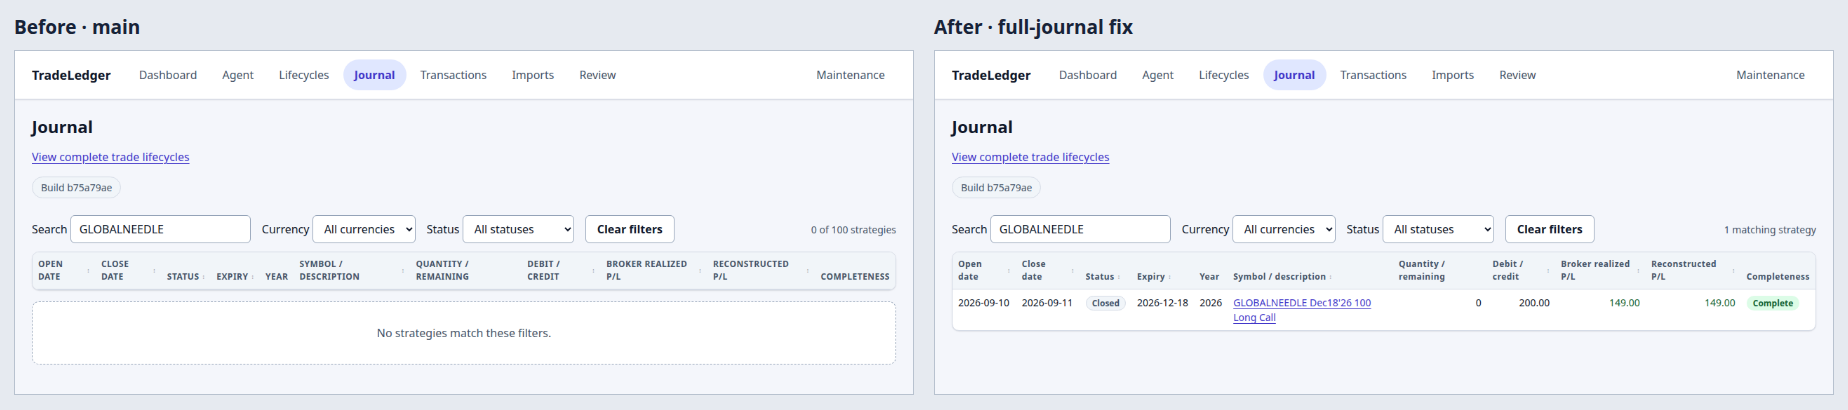 Before · main
TradeLedger Dashboard Agent Lifecycles Journal Transactions Imports Review Maintenance
Journal
View complete trade lifecycles
Build b75a79ae
Search GLOBALNEEDLE Currency All currencies Status All statuses Clear filters 0 of 100 strategies
OPEN DATE CLOSE DATE STATUS EXPIRY YEAR SYMBOL / DESCRIPTION QUANTITY / REMAINING DEBIT / CREDIT BROKER REALIZED P/L RECONSTRUCTED P/L COMPLETENESS
No strategies match these filters.
After · full-journal fix
TradeLedger Dashboard Agent Lifecycles Journal Transactions Imports Review Maintenance
Journal
View complete trade lifecycles
Build b75a79ae
Search GLOBALNEEDLE Currency All currencies Status All statuses Clear filters 1 matching strategy
Open date Close date Status Expiry Year Symbol / description Quantity / remaining Debit / credit Broker realized P/L Reconstructed P/L Completeness
2026-09-10 2026-09-11 Closed 2026-12-18 2026 GLOBALNEEDLE Dec18'26 100 Long Call 0 200.00 149.00 149.00 Complete